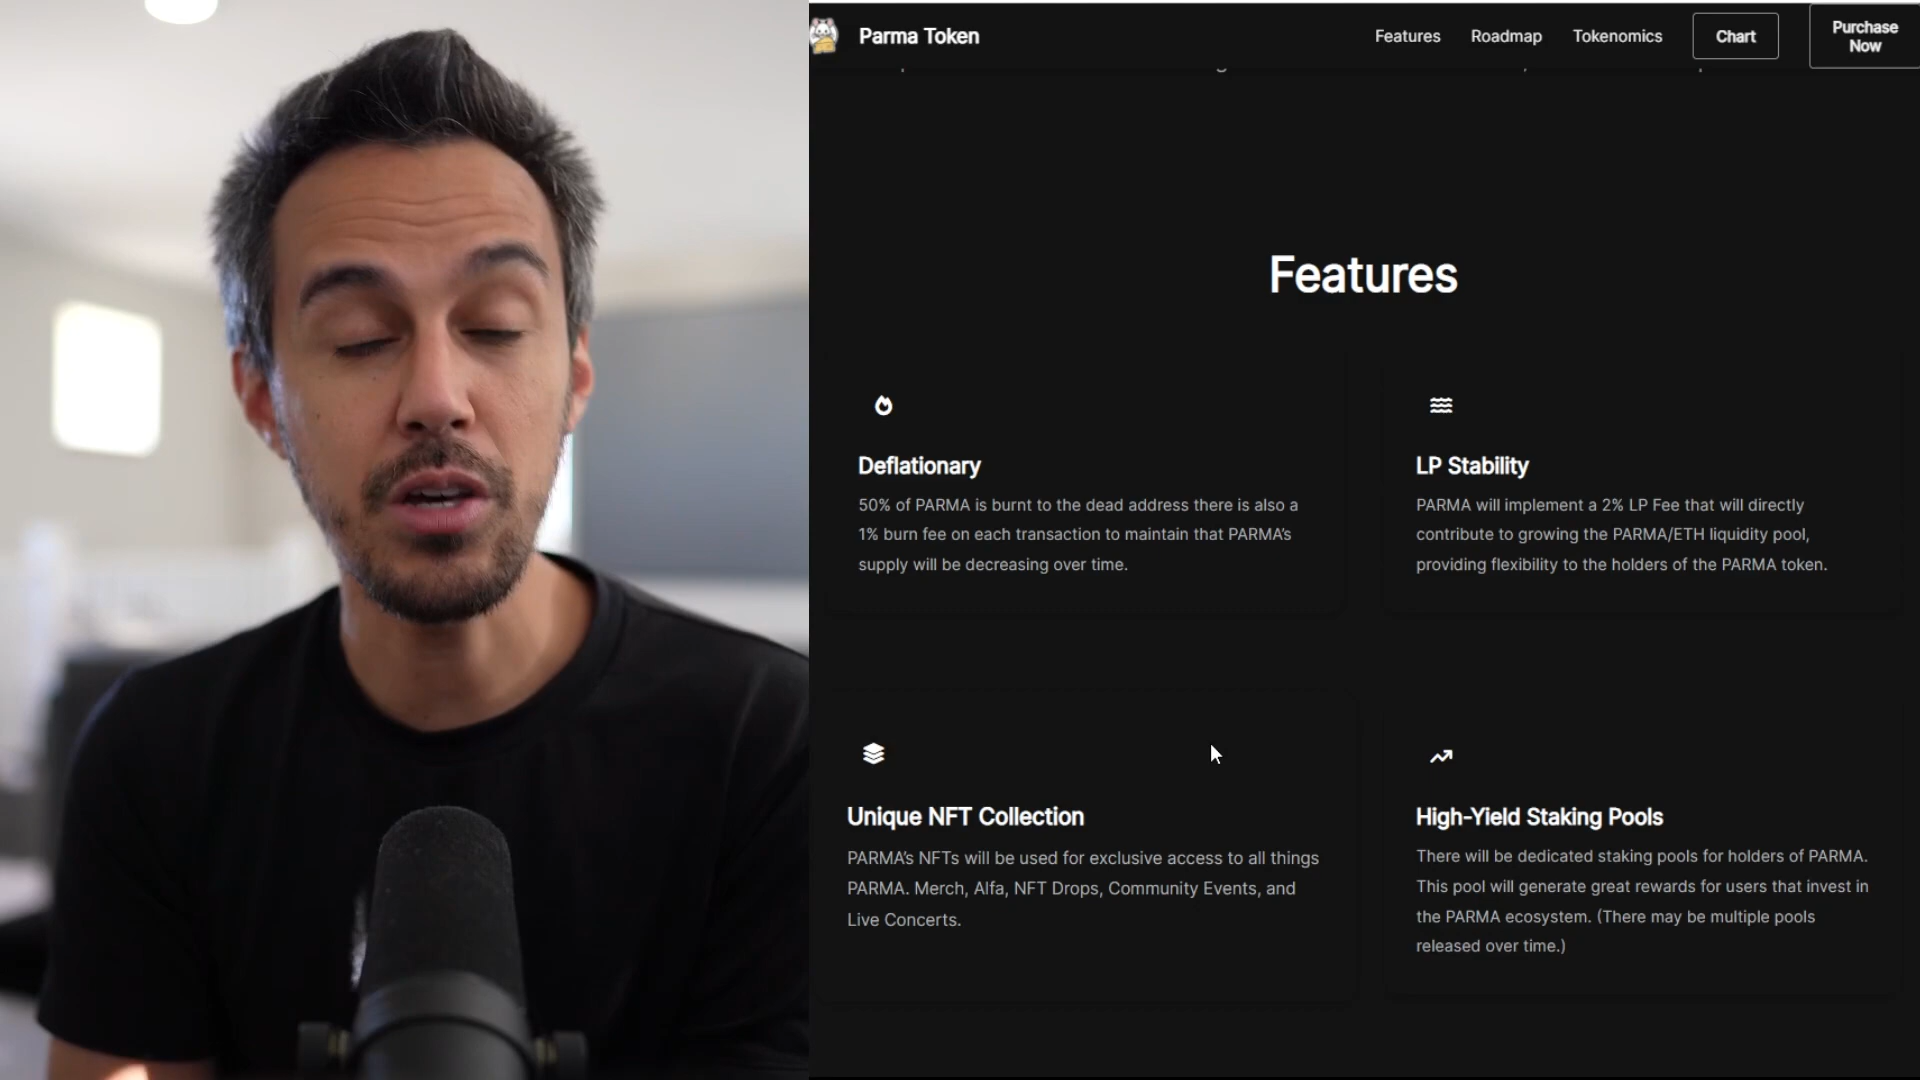 Parma Token
Features
Roadmap
Tokenomics
Chart
Purchase
Now
Features
Deflationary
50% of PARMA is burnt to the dead address there is also a
1% burn fee on each transaction to maintain that PARMA's
supply will be decreasing over time.
LP Stability
PARMA will implement a 2% LP Fee that will directly
contribute to growing the PARMA/ETH liquidity pool,
providing flexibility to the holders of the PARMA token.
Unique NFT Collection
PARMA's NFTs will be used for exclusive access to all things
PARMA. Merch, Alfa, NFT Drops, Community Events, and
Live Concerts.
High-Yield Staking Pools
There will be dedicated staking pools for holders of PARMA.
This pool will generate great rewards for users that invest in
the PARMA ecosystem. (There may be multiple pools
released over time.)